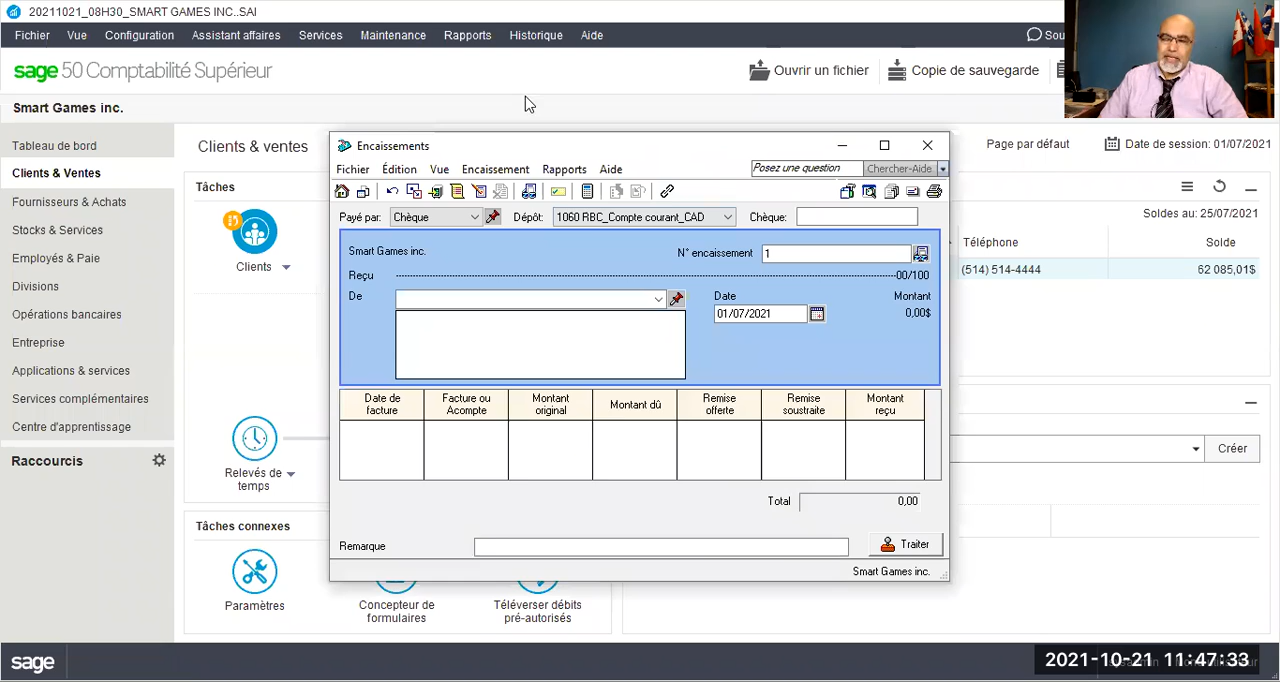 20211021_08H30_SMART GAMES INC..SAI
Fichier Vue Configuration Assistant affaires Services Maintenance Rapports Historique Aide
sage 50 Comptabilité Supérieur
Ouvrir un fichier Copie de sauvegarde
Smart Games inc.
Tableau de bord
Clients & Ventes
Fournisseurs & Achats
Stocks & Services
Employés & Paie
Divisions
Opérations bancaires
Entreprise
Applications & services
Services complémentaires
Centre d'apprentissage
Raccourcis
Clients & ventes
Page par défaut Date de session: 01/07/2021
Tâches
Clients
Relevés de temps
Tâches connexes
Paramètres
Concepteur de formulaires
Téléverser débits pré-autorisés
Soldes au: 25/07/2021
Téléphone Solde
(514) 514-4444 62 085,01$
Créer
Encaissements
Fichier Édition Vue Encaissement Rapports Aide
Posez une question Chercher-Aide
Payé par: Chèque Dépôt: 1060 RBC_Compte courant_CAD Chèque:
Smart Games inc. N° encaissement 1
Reçu 00/100
De Date Montant
01/07/2021 0,00$
Date de facture Facture ou Acompte Montant original Montant dû Remise offerte Remise soustraite Montant reçu
Total 0,00
Remarque Traiter
Smart Games inc.
sage
2021-10-21 11:47:33